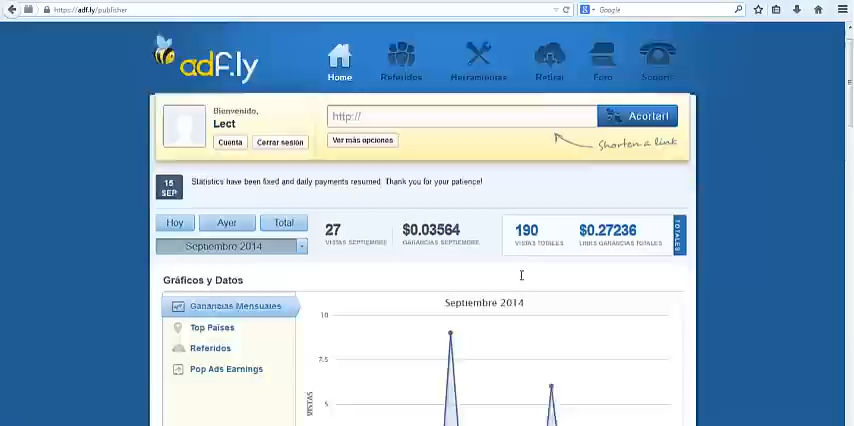 https://adf.ly/publisher
Google
adf.ly
Home
Referidos
Herramientas
Retirar
Foro
Soporte
Bienvenido,
Lect
Cuenta
Cerrar sesión
http://
Acortar!
Ver más opciones
Shorten a link
15
SEP
Statistics have been fixed and daily payments resumed. Thank you for your patience!
Hoy
Ayer
Total
Septiembre 2014
27
VISTAS SEPTIEMBRE
$0.03564
GANANCIAS SEPTIEMBRE
190
VISTAS TOTALES
$0.27236
LINKS GANANCIAS TOTALES
TOTALES
Gráficos y Datos
Ganancias Mensuales
Top Países
Referidos
Pop Ads Earnings
Septiembre 2014
10
7.5
5
VISTAS